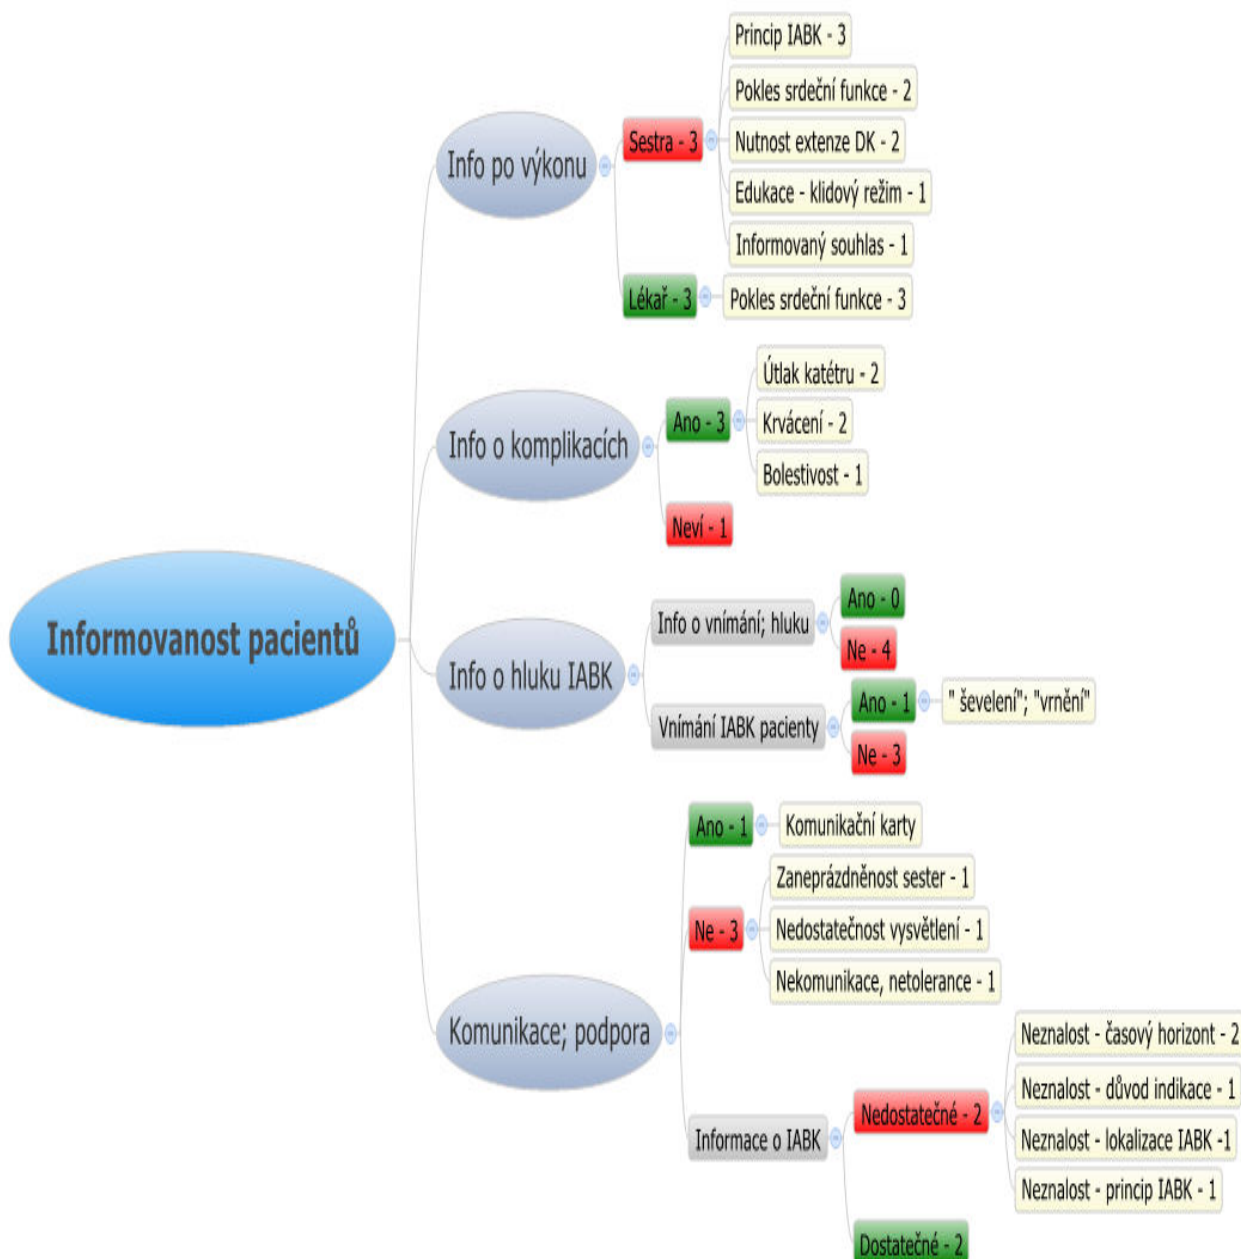 Informovanost pacientů
Info po výkonu
Sestra - 3
Princip IABK - 3
Pokles srdeční funkce - 2
Nutnost extenze DK - 2
Edukace - klidový režim - 1
Informovaný souhlas - 1
Lékař - 3
Pokles srdeční funkce - 3
Info o komplikacích
Ano - 3
Útlak katétru - 2
Krvácení - 2
Bolestivost - 1
Neví - 1
Info o hluku IABK
Info o vnímání; hluku
Ano - 0
Ne - 4
Vnímání IABK pacienty
Ano - 1
" ševelení"; "vrnění"
Ne - 3
Komunikace; podpora
Ano - 1
Komunikační karty
Ne - 3
Zaneprázdněnost sester - 1
Nedostatečnost vysvětlení - 1
Nekomunikace, netolerance - 1
Informace o IABK
Nedostatečné - 2
Neznalost - časový horizont - 2
Neznalost - důvod indikace - 1
Neznalost - lokalizace IABK -1
Neznalost - princip IABK - 1
Dostatečné - 2